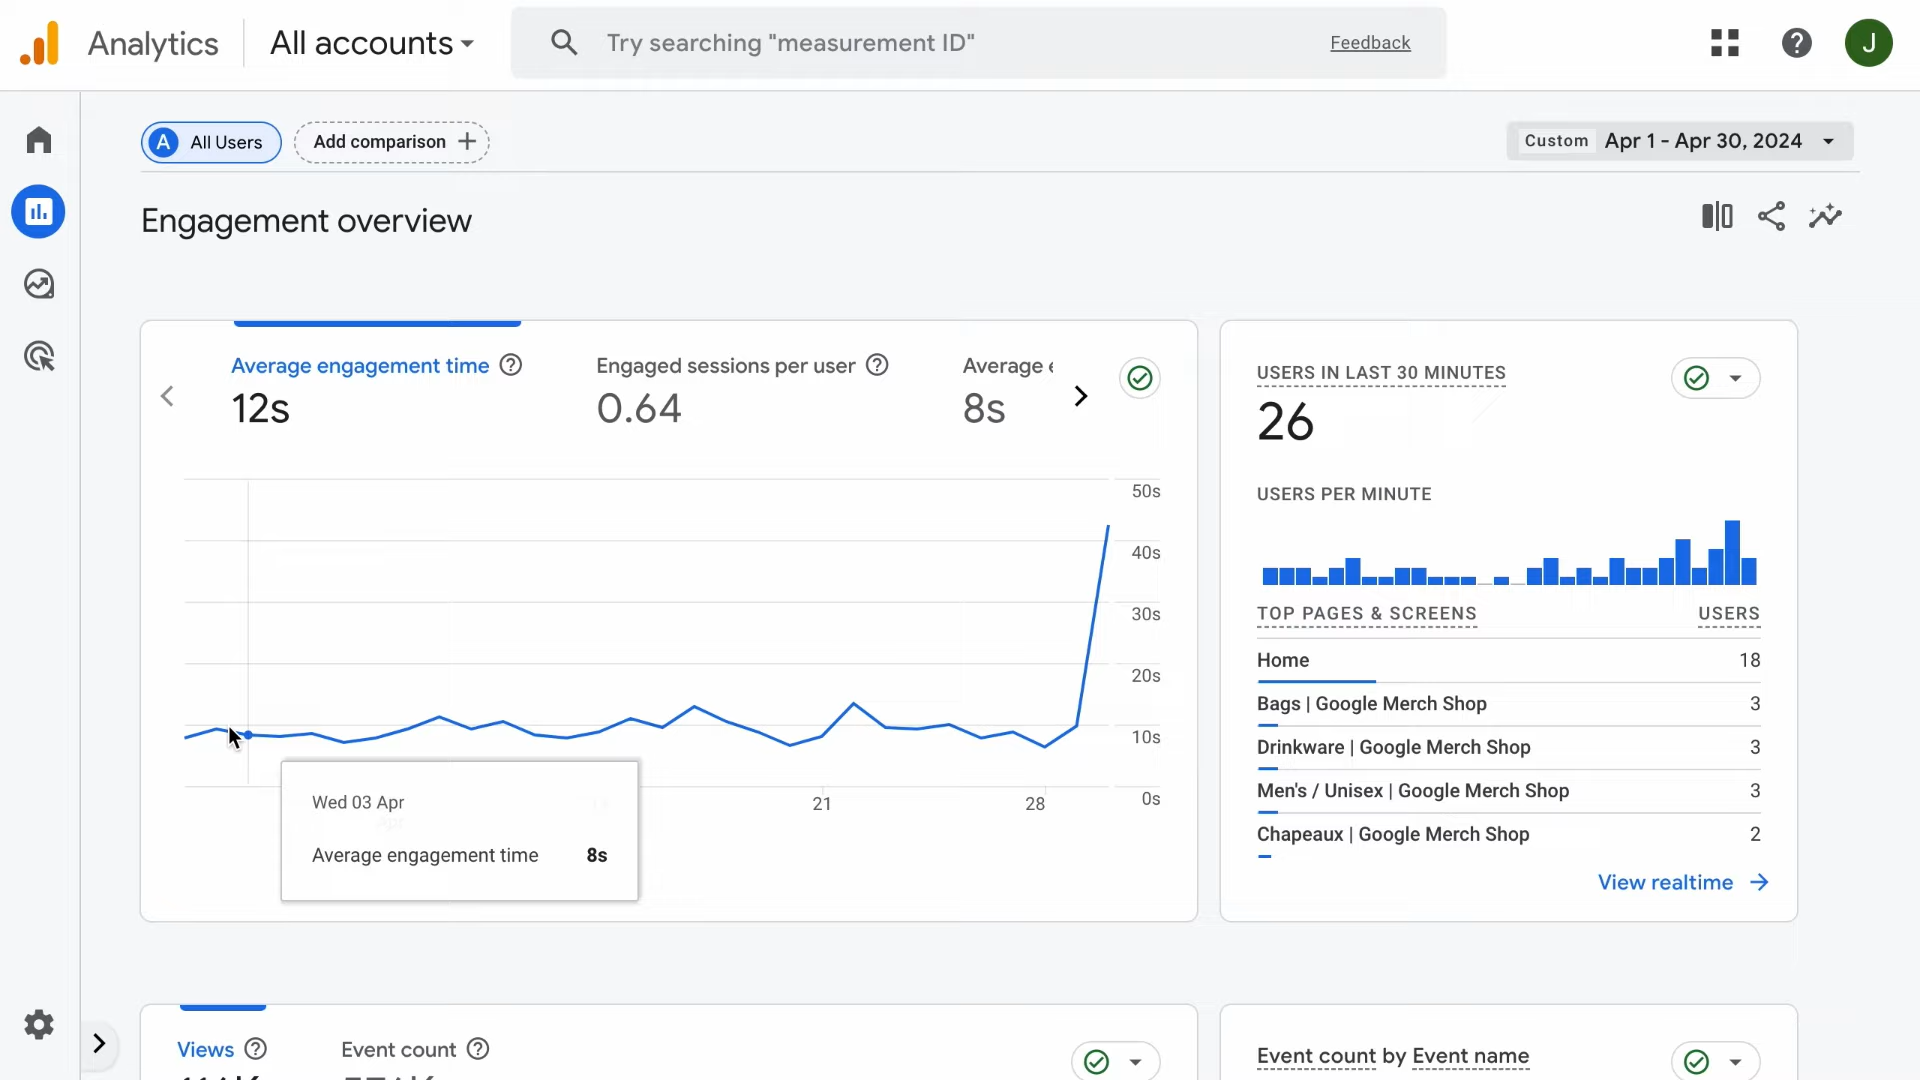 Analytics
All accounts
Try searching "measurement ID"
Feedback
J
A All Users
Add comparison
Custom Apr 1 - Apr 30, 2024
Engagement overview
Average engagement time
12s
Engaged sessions per user
0.64
Average
8s
50s
40s
30s
20s
10s
0s
21
28
Wed 03 Apr
Average engagement time 8s
USERS IN LAST 30 MINUTES
26
USERS PER MINUTE
TOP PAGES & SCREENS USERS
Home 18
Bags | Google Merch Shop 3
Drinkware | Google Merch Shop 3
Men's / Unisex | Google Merch Shop 3
Chapeaux | Google Merch Shop 2
View realtime
Views
Event count
Event count by Event name